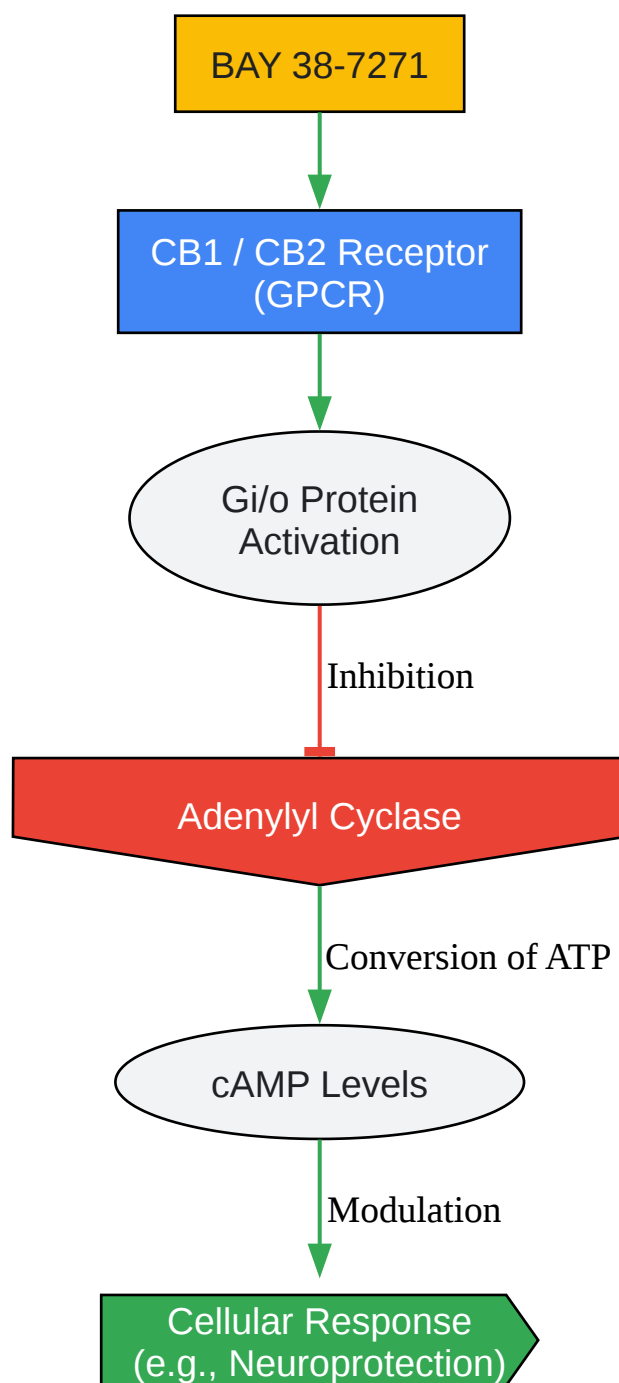 BAY 38-7271
CB1 / CB2 Receptor
(GPCR)
Gi/o Protein
Activation
Inhibition
Adenylyl Cyclase
Conversion of ATP
cAMP Levels
Modulation
Cellular Response
(e.g., Neuroprotection)